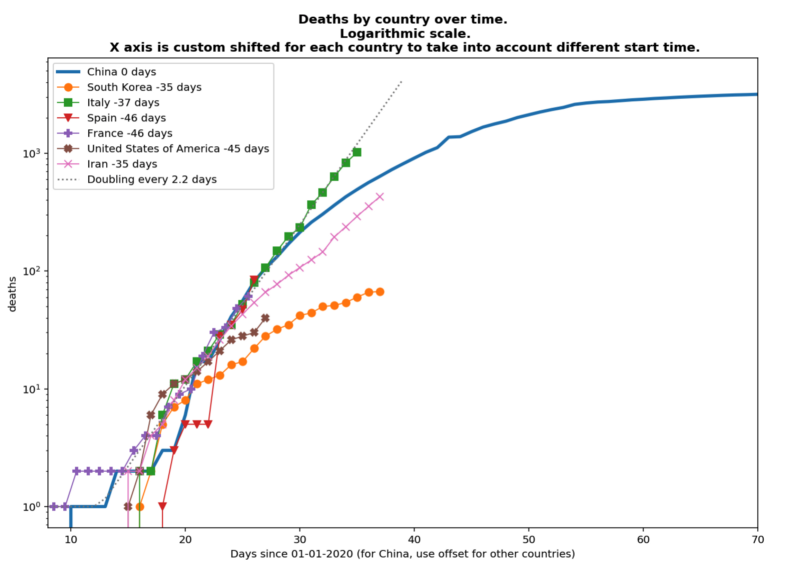 Deaths by country over time.
Logarithmic scale.
X axis is custom shifted for each country to take into account different start time.
China 0 days
South Korea -35 days
Italy -37 days
Spain -46 days
France -46 days
United States of America -45 days
Iran -35 days
Doubling every 2.2 days
10³
10²
10¹
10⁰
deaths
10 20 30 40 50 60 70
Days since 01-01-2020 (for China, use offset for other countries)